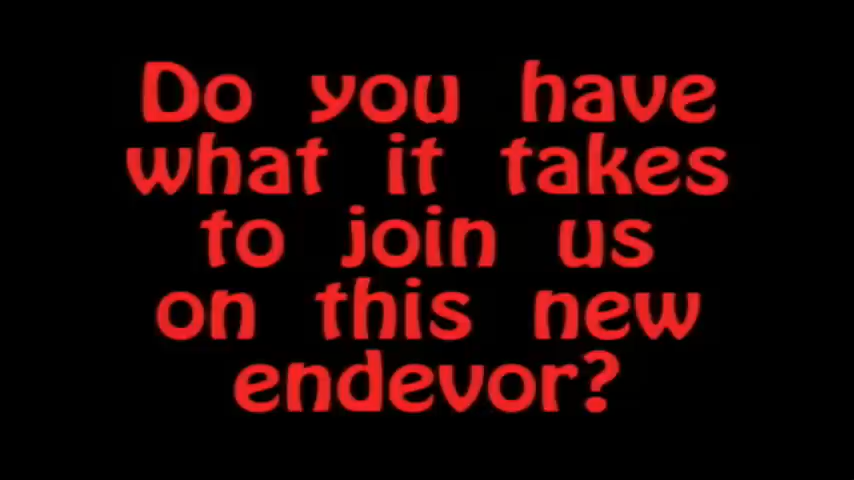 Do you have
what it takes
to join us
on this new
endevor?